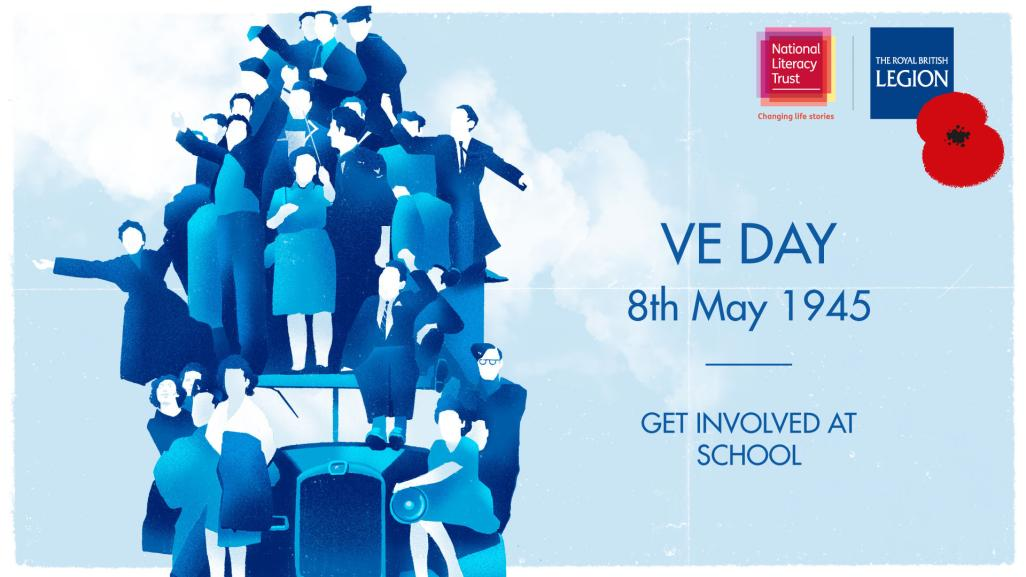 National
Literacy
Trust
Changing life stories
THE ROYAL BRITISH
LEGION
VE DAY
8th May 1945
GET INVOLVED AT
SCHOOL